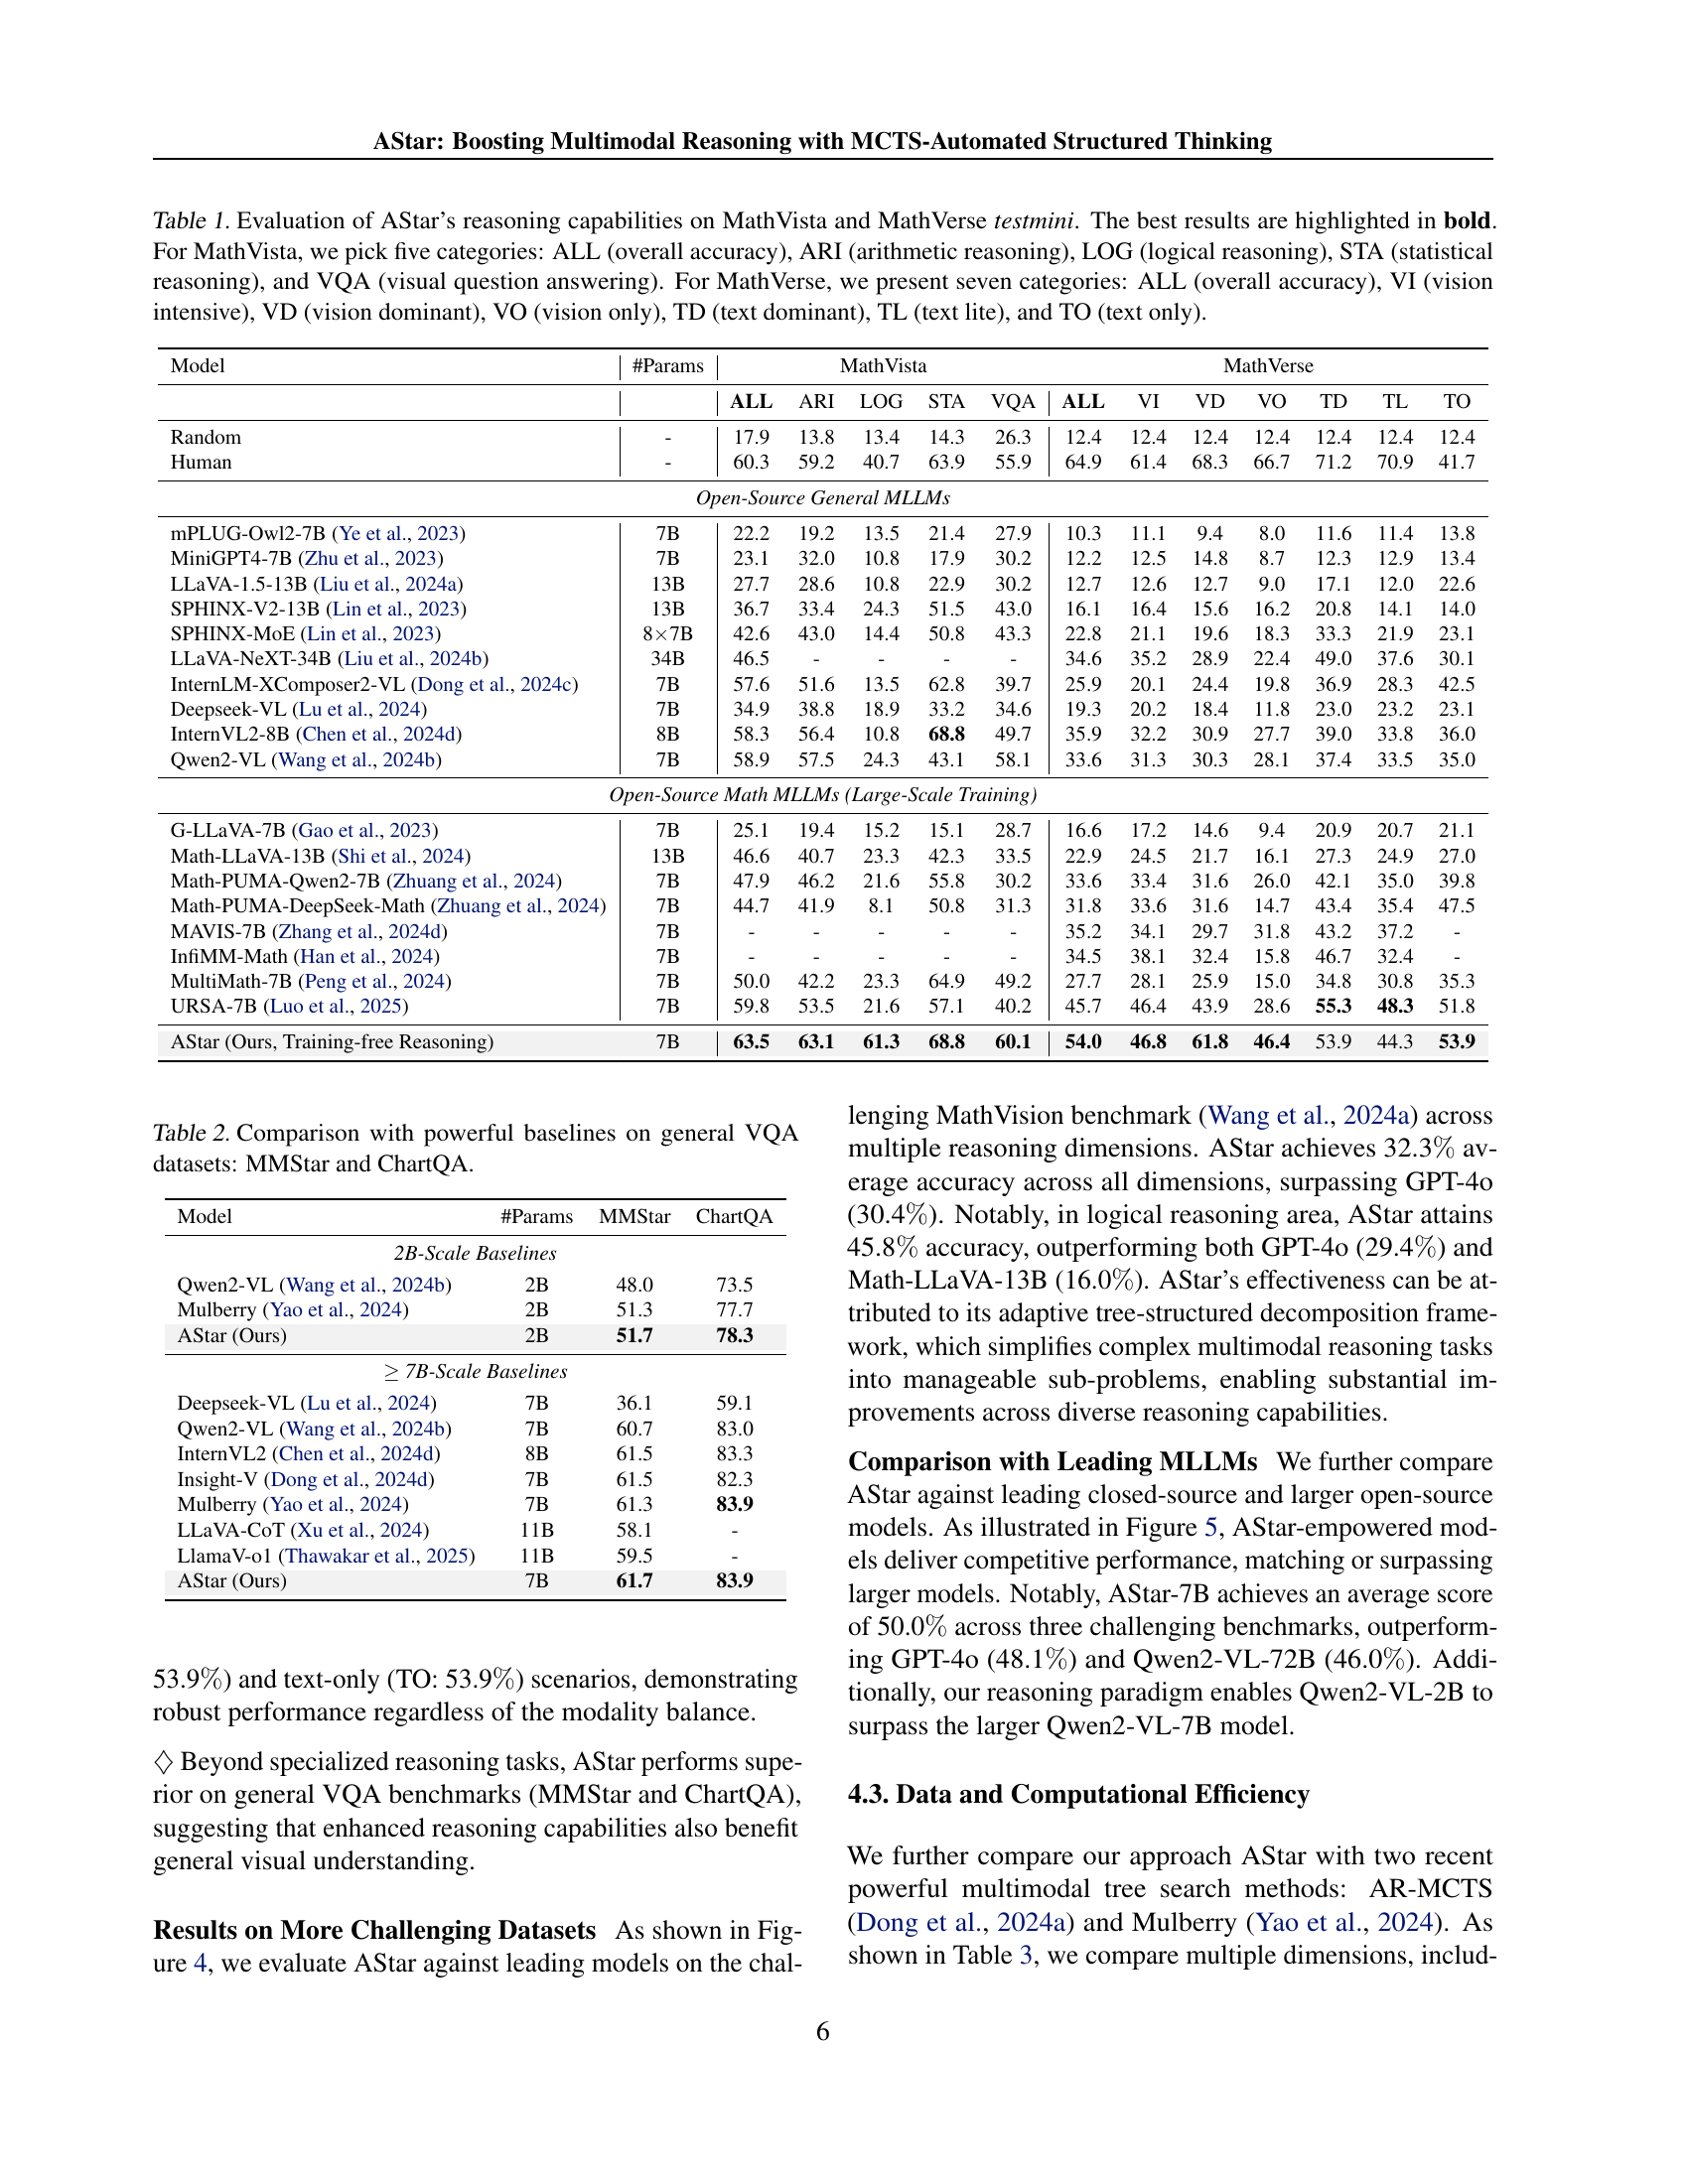 AStar: Boosting Multimodal Reasoning with MCTS-Automated Structured Thinking
Table 1. Evaluation of AStar's reasoning capabilities on MathVista and MathVerse testmini. The best results are highlighted in bold.
For MathVista, we pick five categories: ALL (overall accuracy), ARI (arithmetic reasoning), LOG (logical reasoning), STA (statistical
reasoning), and VQA (visual question answering). For MathVerse, we present seven categories: ALL (overall accuracy), VI (vision
intensive), VD (vision dominant), VO (vision only), TD (text dominant), TL (text lite), and TO (text only).
Model #Params MathVista MathVerse
ALL ARI LOG STA VQA ALL VI VD VO TD TL TO
Random - 17.9 13.8 13.4 14.3 26.3 12.4 12.4 12.4 12.4 12.4 12.4 12.4
Human - 60.3 59.2 40.7 63.9 55.9 64.9 61.4 68.3 66.7 71.2 70.9 41.7
Open-Source General MLLMs
mPLUG-Owl2-7B (Ye et al., 2023) 7B 22.2 19.2 13.5 21.4 27.9 10.3 11.1 9.4 8.0 11.6 11.4 13.8
MiniGPT4-7B (Zhu et al., 2023) 7B 23.1 32.0 10.8 17.9 30.2 12.2 12.5 14.8 8.7 12.3 12.9 13.4
LLaVA-1.5-13B (Liu et al., 2024a) 13B 27.7 28.6 10.8 22.9 30.2 12.7 12.6 12.7 9.0 17.1 12.0 22.6
SPHINX-V2-13B (Lin et al., 2023) 13B 36.7 33.4 24.3 51.5 43.0 16.1 16.4 15.6 16.2 20.8 14.1 14.0
SPHINX-MoE (Lin et al., 2023) 8×7B 42.6 43.0 14.4 50.8 43.3 22.8 21.1 19.6 18.3 33.3 21.9 23.1
LLaVA-NeXT-34B (Liu et al., 2024b) 34B 46.5 - - - - 34.6 35.2 28.9 22.4 49.0 37.6 30.1
InternLM-XComposer2-VL (Dong et al., 2024c) 7B 57.6 51.6 13.5 62.8 39.7 25.9 20.1 24.4 19.8 36.9 28.3 42.5
Deepseek-VL (Lu et al., 2024) 7B 34.9 38.8 18.9 33.2 34.6 19.3 20.2 18.4 11.8 23.0 23.2 23.1
InternVL2-8B (Chen et al., 2024d) 8B 58.3 56.4 10.8 68.8 49.7 35.9 32.2 30.9 27.7 39.0 33.8 36.0
Qwen2-VL (Wang et al., 2024b) 7B 58.9 57.5 24.3 43.1 58.1 33.6 31.3 30.3 28.1 37.4 33.5 35.0
Open-Source Math MLLMs (Large-Scale Training)
G-LLaVA-7B (Gao et al., 2023) 7B 25.1 19.4 15.2 15.1 28.7 16.6 17.2 14.6 9.4 20.9 20.7 21.1
Math-LLaVA-13B (Shi et al., 2024) 13B 46.6 40.7 23.3 42.3 33.5 22.9 24.5 21.7 16.1 27.3 24.9 27.0
Math-PUMA-Qwen2-7B (Zhuang et al., 2024) 7B 47.9 46.2 21.6 55.8 30.2 33.6 33.4 31.6 26.0 42.1 35.0 39.8
Math-PUMA-DeepSeek-Math (Zhuang et al., 2024) 7B 44.7 41.9 8.1 50.8 31.3 31.8 33.6 31.6 14.7 43.4 35.4 47.5
MAVIS-7B (Zhang et al., 2024d) 7B - - - - - 35.2 34.1 29.7 31.8 43.2 37.2 -
InfiMM-Math (Han et al., 2024) 7B - - - - - 34.5 38.1 32.4 15.8 46.7 32.4 -
MultiMath-7B (Peng et al., 2024) 7B 50.0 42.2 23.3 64.9 49.2 27.7 28.1 25.9 15.0 34.8 30.8 35.3
URSA-7B (Luo et al., 2025) 7B 59.8 53.5 21.6 57.1 40.2 45.7 46.4 43.9 28.6 55.3 48.3 51.8
AStar (Ours, Training-free Reasoning) 7B 63.5 63.1 61.3 68.8 60.1 54.0 46.8 61.8 46.4 53.9 44.3 53.9
Table 2. Comparison with powerful baselines on general VQA
datasets: MMStar and ChartQA.
Model #Params MMStar ChartQA
2B-Scale Baselines
Qwen2-VL (Wang et al., 2024b) 2B 48.0 73.5
Mulberry (Yao et al., 2024) 2B 51.3 77.7
AStar (Ours) 2B 51.7 78.3
≥ 7B-Scale Baselines
Deepseek-VL (Lu et al., 2024) 7B 36.1 59.1
Qwen2-VL (Wang et al., 2024b) 7B 60.7 83.0
InternVL2 (Chen et al., 2024d) 8B 61.5 83.3
Insight-V (Dong et al., 2024d) 7B 61.5 82.3
Mulberry (Yao et al., 2024) 7B 61.3 83.9
LLaVA-CoT (Xu et al., 2024) 11B 58.1 -
LlamaV-o1 (Thawakar et al., 2025) 11B 59.5 -
AStar (Ours) 7B 61.7 83.9
53.9%) and text-only (TO: 53.9%) scenarios, demonstrating
robust performance regardless of the modality balance.
♢ Beyond specialized reasoning tasks, AStar performs supe-
rior on general VQA benchmarks (MMStar and ChartQA),
suggesting that enhanced reasoning capabilities also benefit
general visual understanding.
Results on More Challenging Datasets As shown in Fig-
ure 4, we evaluate AStar against leading models on the chal-
lenging MathVision benchmark (Wang et al., 2024a) across
multiple reasoning dimensions. AStar achieves 32.3% av-
erage accuracy across all dimensions, surpassing GPT-4o
(30.4%). Notably, in logical reasoning area, AStar attains
45.8% accuracy, outperforming both GPT-4o (29.4%) and
Math-LLaVA-13B (16.0%). AStar's effectiveness can be at-
tributed to its adaptive tree-structured decomposition frame-
work, which simplifies complex multimodal reasoning tasks
into manageable sub-problems, enabling substantial im-
provements across diverse reasoning capabilities.
Comparison with Leading MLLMs We further compare
AStar against leading closed-source and larger open-source
models. As illustrated in Figure 5, AStar-empowered mod-
els deliver competitive performance, matching or surpassing
larger models. Notably, AStar-7B achieves an average score
of 50.0% across three challenging benchmarks, outperform-
ing GPT-4o (48.1%) and Qwen2-VL-72B (46.0%). Addi-
tionally, our reasoning paradigm enables Qwen2-VL-2B to
surpass the larger Qwen2-VL-7B model.
4.3. Data and Computational Efficiency
We further compare our approach AStar with two recent
powerful multimodal tree search methods: AR-MCTS
(Dong et al., 2024a) and Mulberry (Yao et al., 2024). As
shown in Table 3, we compare multiple dimensions, includ-
6